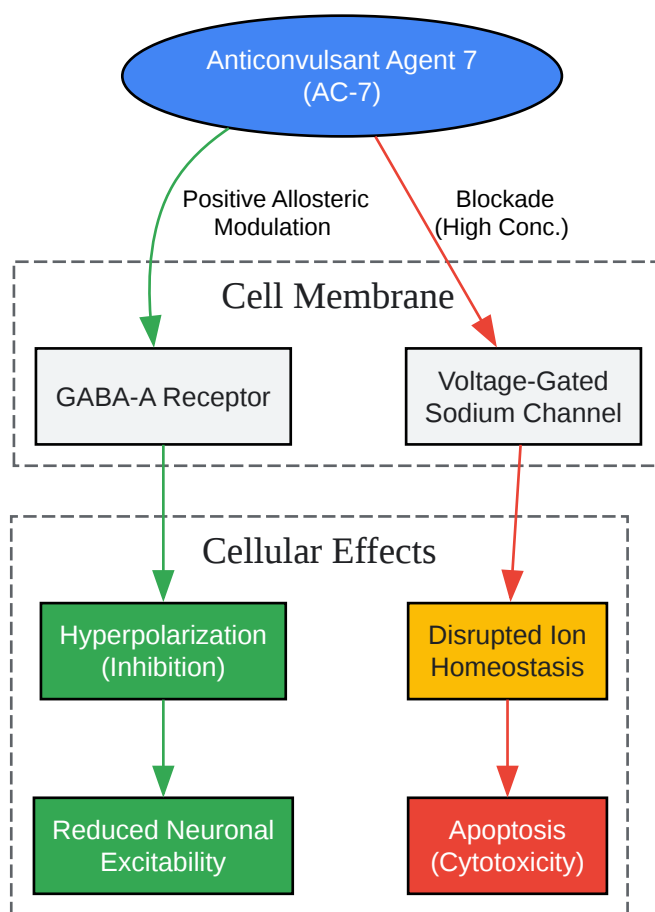 Anticonvulsant Agent 7
(AC-7)
Positive Allosteric
Modulation
Blockade
(High Conc.)
Cell Membrane
GABA-A Receptor
Voltage-Gated
Sodium Channel
Cellular Effects
Hyperpolarization
(Inhibition)
Disrupted Ion
Homeostasis
Reduced Neuronal
Excitability
Apoptosis
(Cytotoxicity)